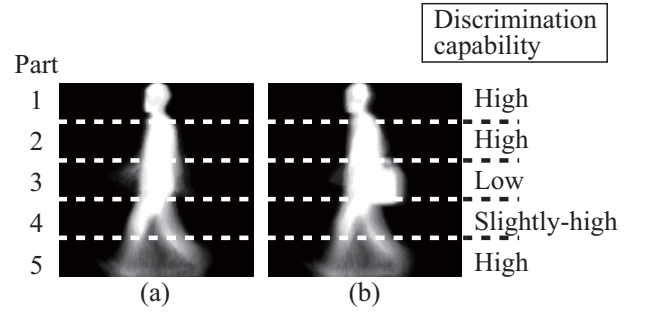 Discrimination
capability
Part
1 High
2 High
3 Low
4 Slightly-high
5 High
(a) (b)